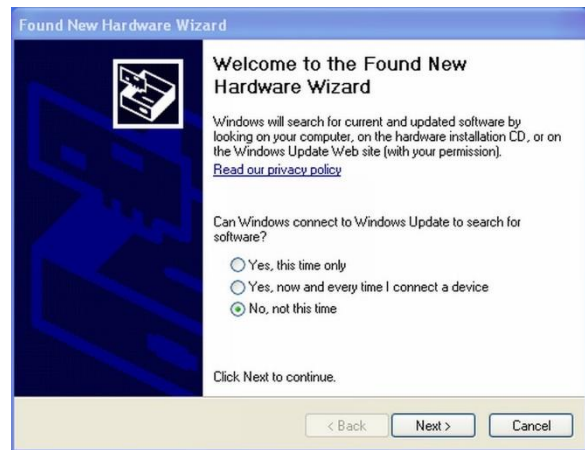 Found New Hardware Wizard
Welcome to the Found New
Hardware Wizard
Windows will search for current and updated software by
looking on your computer, on the hardware installation CD, or on
the Windows Update Web site (with your permission).
Read our privacy policy
Can Windows connect to Windows Update to search for
software?
Yes, this time only
Yes, now and every time I connect a device
No, not this time
Click Next to continue.
< Back Next > Cancel